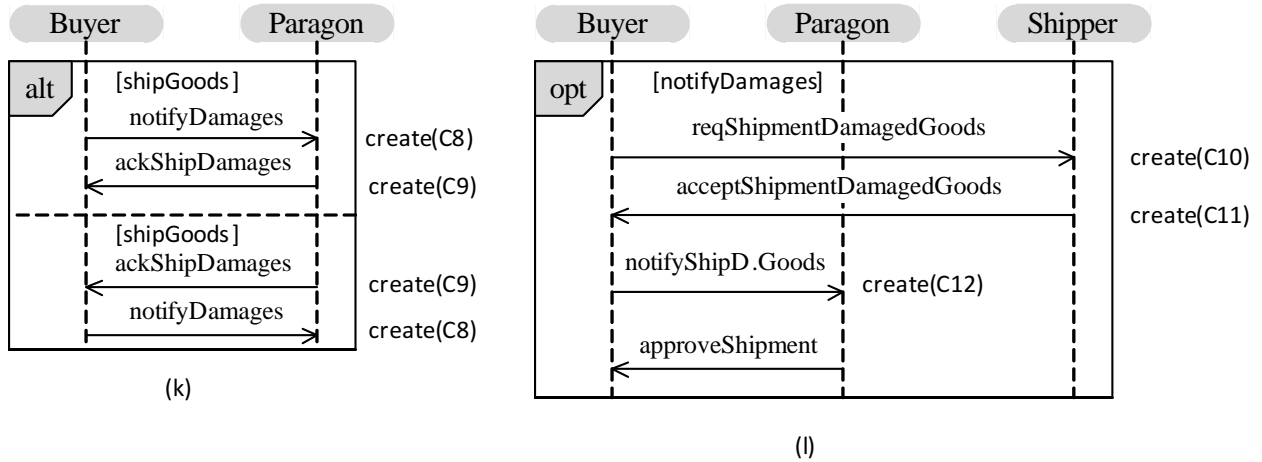 Buyer Paragon
alt
[shipGoods]
notifyDamages
create(C8)
ackShipDamages
create(C9)
[shipGoods]
ackShipDamages
create(C9)
notifyDamages
create(C8)
(k)
Buyer Paragon Shipper
opt
[notifyDamages]
reqShipmentDamagedGoods
create(C10)
acceptShipmentDamagedGoods
create(C11)
notifyShipD.Goods
create(C12)
approveShipment
(l)